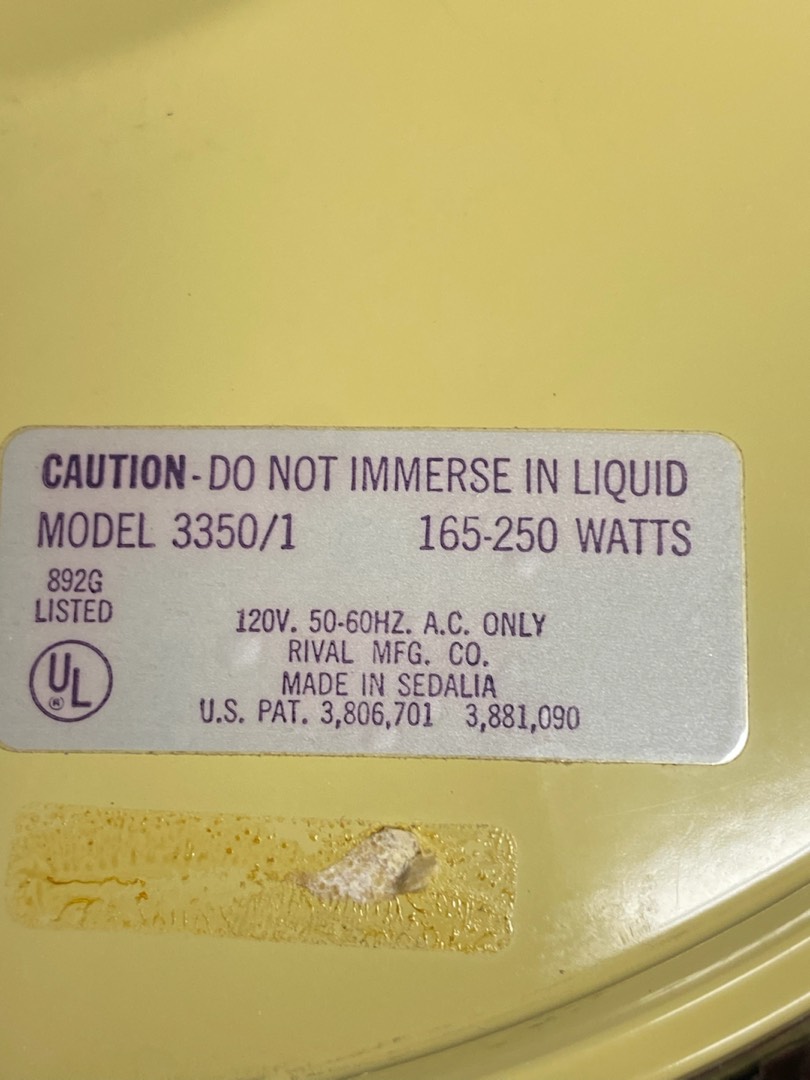 CAUTION-DO NOT IMMERSE IN LIQUID
MODEL 3350/1 165-250 WATTS
892G
LISTED
UL
®
120V. 50-60HZ. A.C. ONLY
RIVAL MFG. CO.
MADE IN SEDALIA
U.S. PAT. 3,806,701 3,881,090